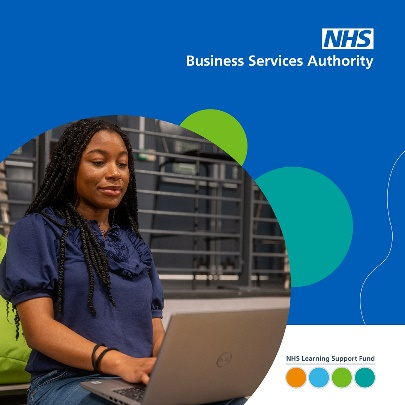 NHS
Business Services Authority
NHS Learning Support Fund